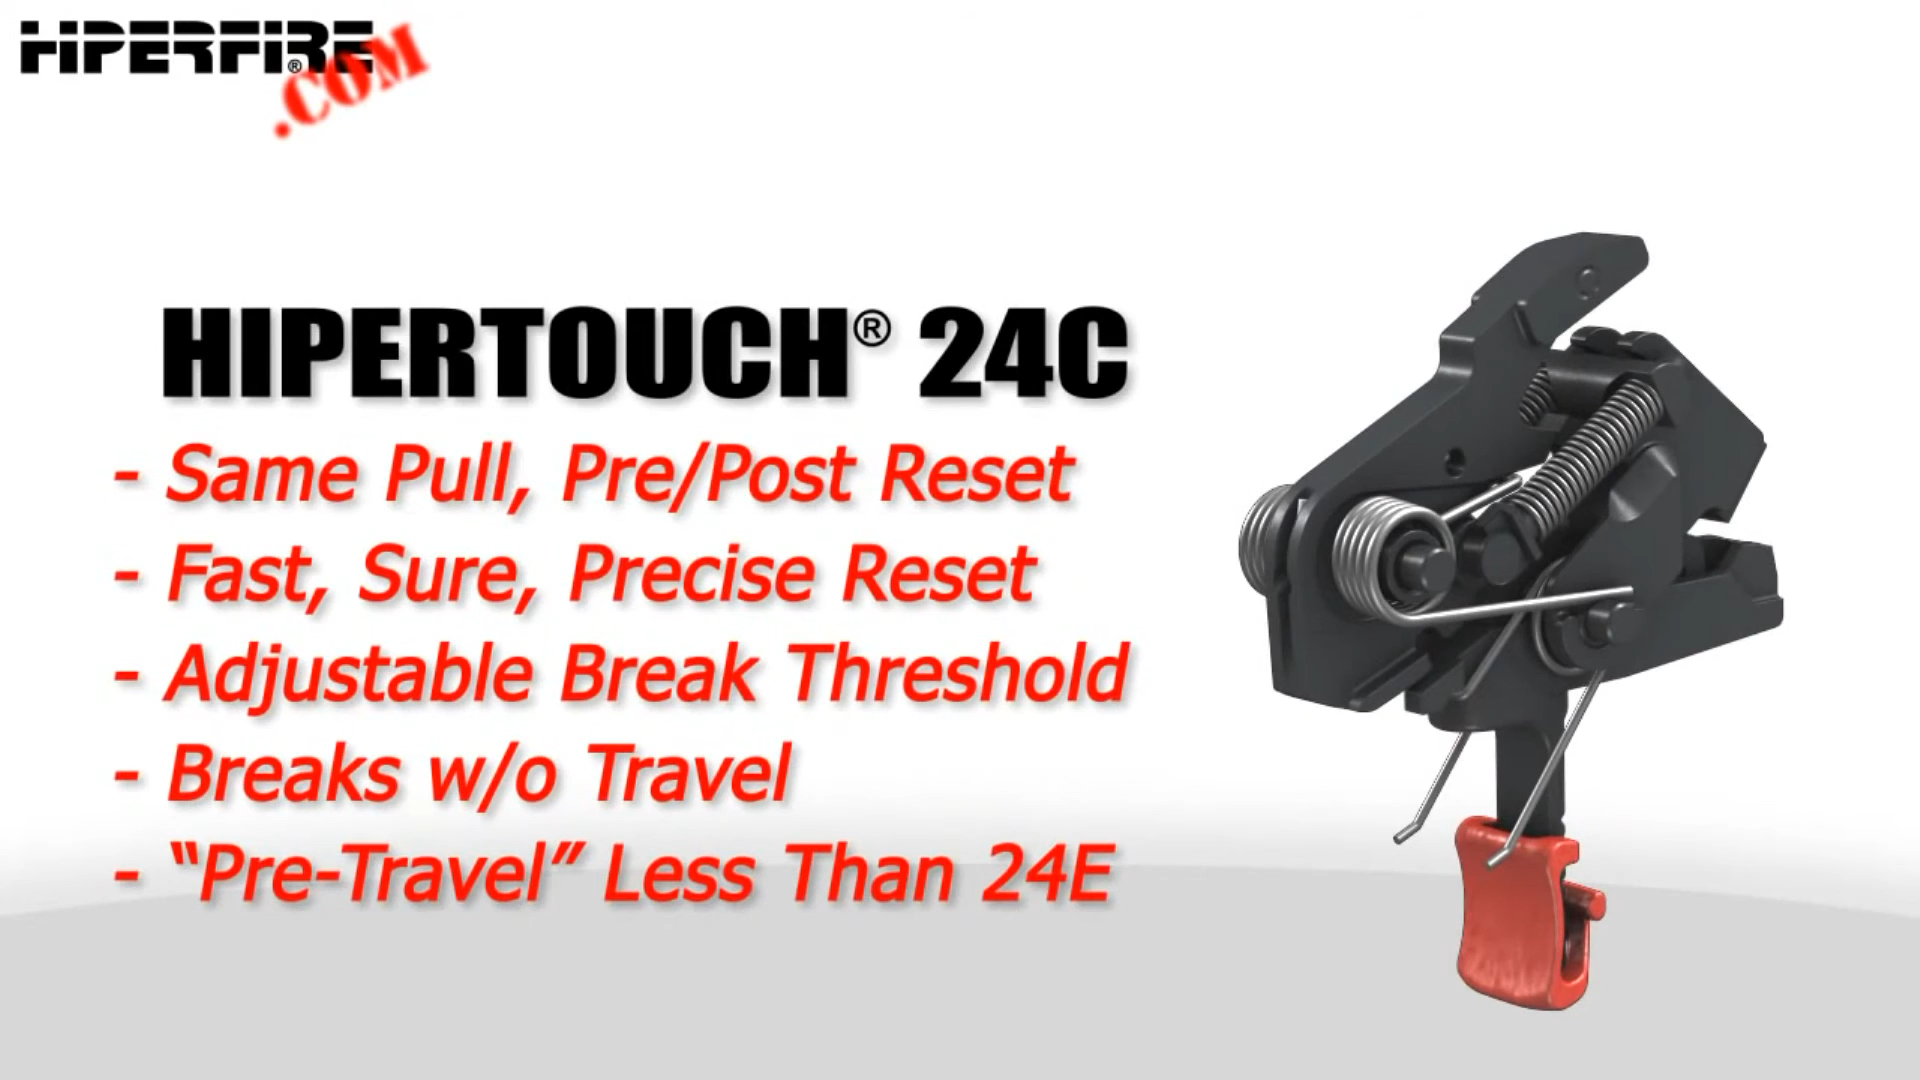 HIPERFIRE®
.COM
HIPERTOUCH® 24C
- Same Pull, Pre/Post Reset
- Fast, Sure, Precise Reset
- Adjustable Break Threshold
- Breaks w/o Travel
- “Pre-Travel” Less Than 24E